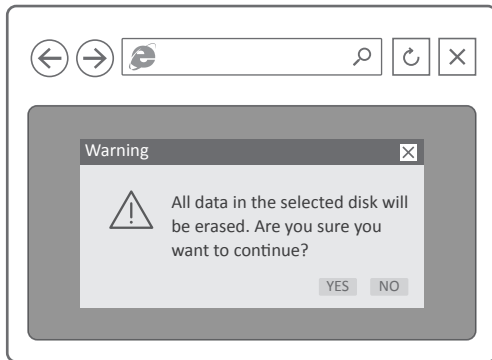 Warning
All data in the selected disk will
be erased. Are you sure you
want to continue?
YES NO